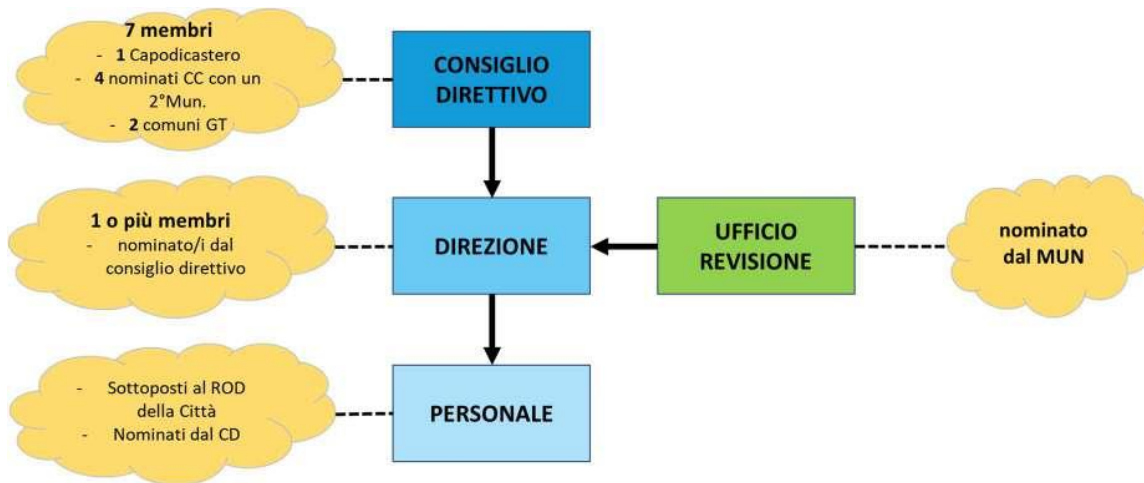 7 membri
- 1 Capodicastero
- 4 nominati CC con un
2°Mun.
- 2 comuni GT
CONSIGLIO
DIRETTIVO
1 o più membri
- nominato/i dal
consiglio direttivo
DIREZIONE
UFFICIO
REVISIONE
nominato
dal MUN
- Sottoposti al ROD
della Città
- Nominati dal CD
PERSONALE